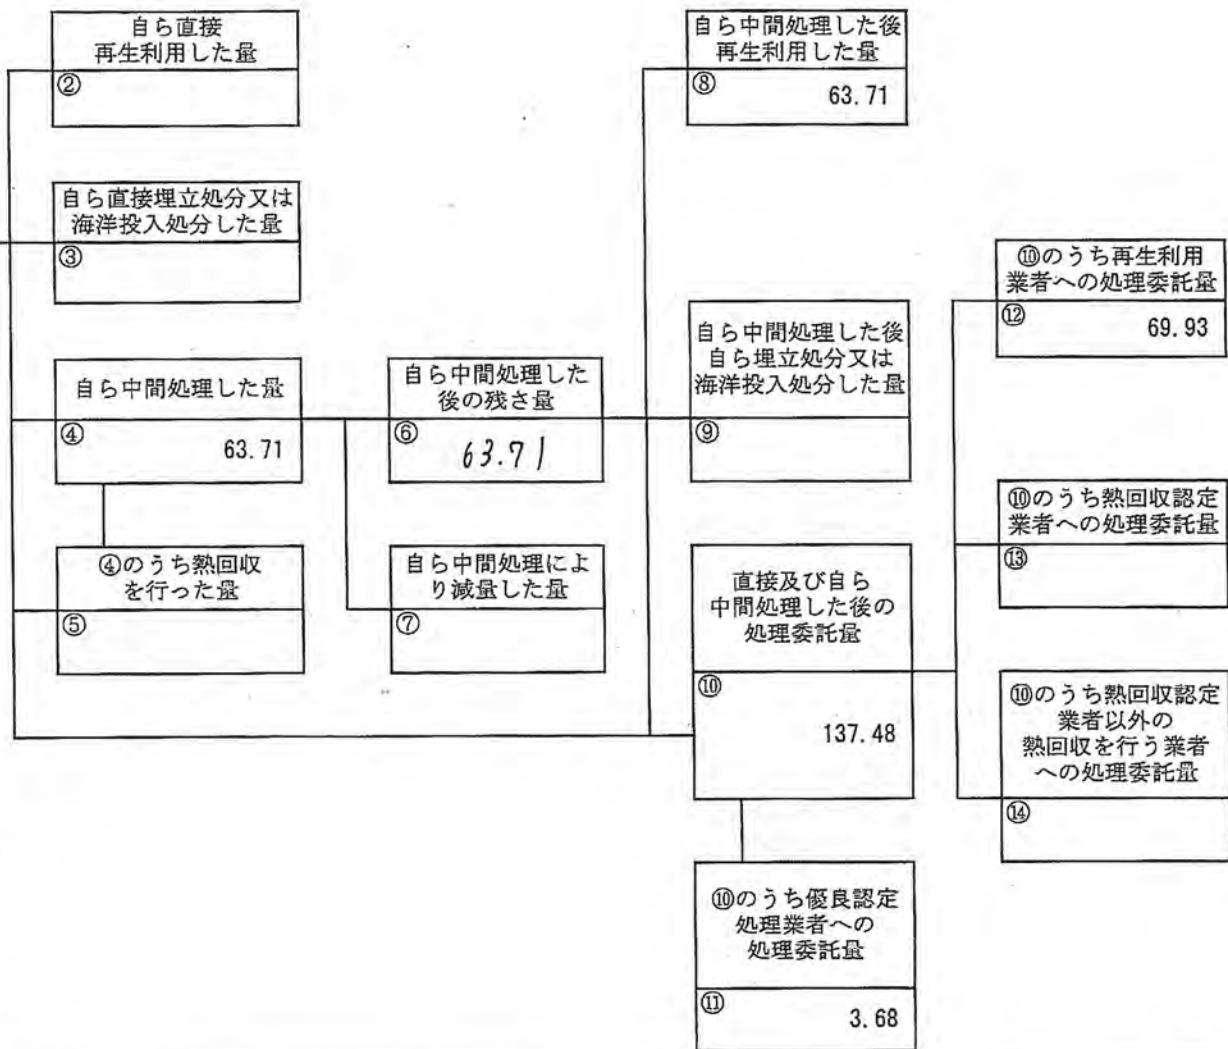 自ら直接
再生利用した量
②
自ら直接埋立処分又は
海洋投入処分した量
③
自ら中間処理した量
④
63.71
④のうち熱回収
を行った量
⑤
自ら中間処理した
後の残さ量
⑥
63.71
自ら中間処理によ
り減量した量
⑦
自ら中間処理した後
再生利用した量
⑧
63.71
自ら中間処理した後
自ら埋立処分又は
海洋投入処分した量
⑨
直接及び自ら
中間処理した後の
処理委託量
⑩
137.48
⑩のうち優良認定
処理業者への
処理委託量
⑪
3.68
⑩のうち再生利用
業者への処理委託量
⑫
69.93
⑩のうち熱回収認定
業者への処理委託量
⑬
⑩のうち熱回収認定
業者以外の
熱回収を行う業者
への処理委託量
⑭